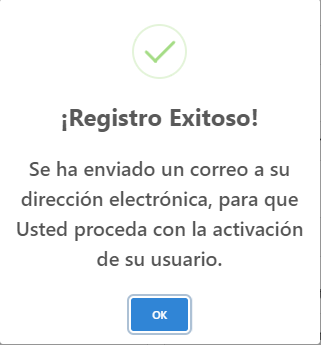 ¡Registro Exitoso!
Se ha enviado un correo a su
dirección electrónica, para que
Usted proceda con la activación
de su usuario.
OK